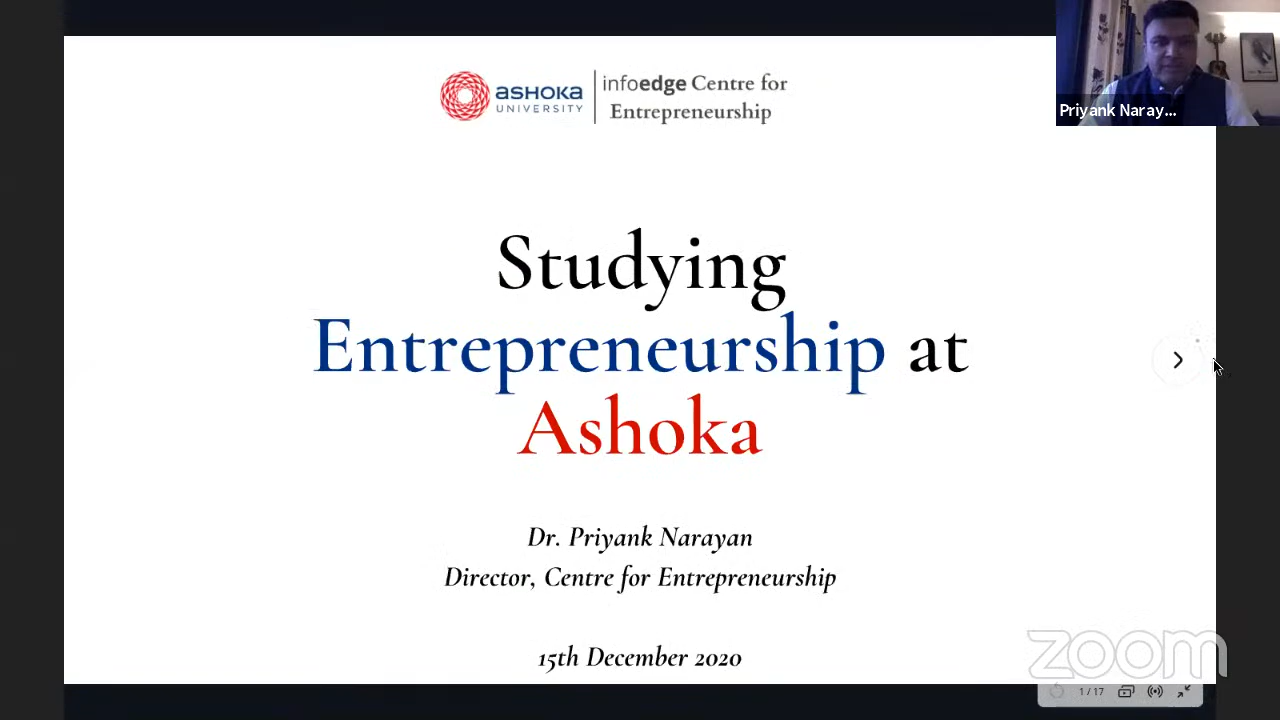 ASHOKA
UNIVERSITY
infoedge Centre for
Entrepreneurship
Priyank Naray...
Studying
Entrepreneurship at
Ashoka
Dr. Priyank Narayan
Director, Centre for Entrepreneurship
15th December 2020
zoom
1/17